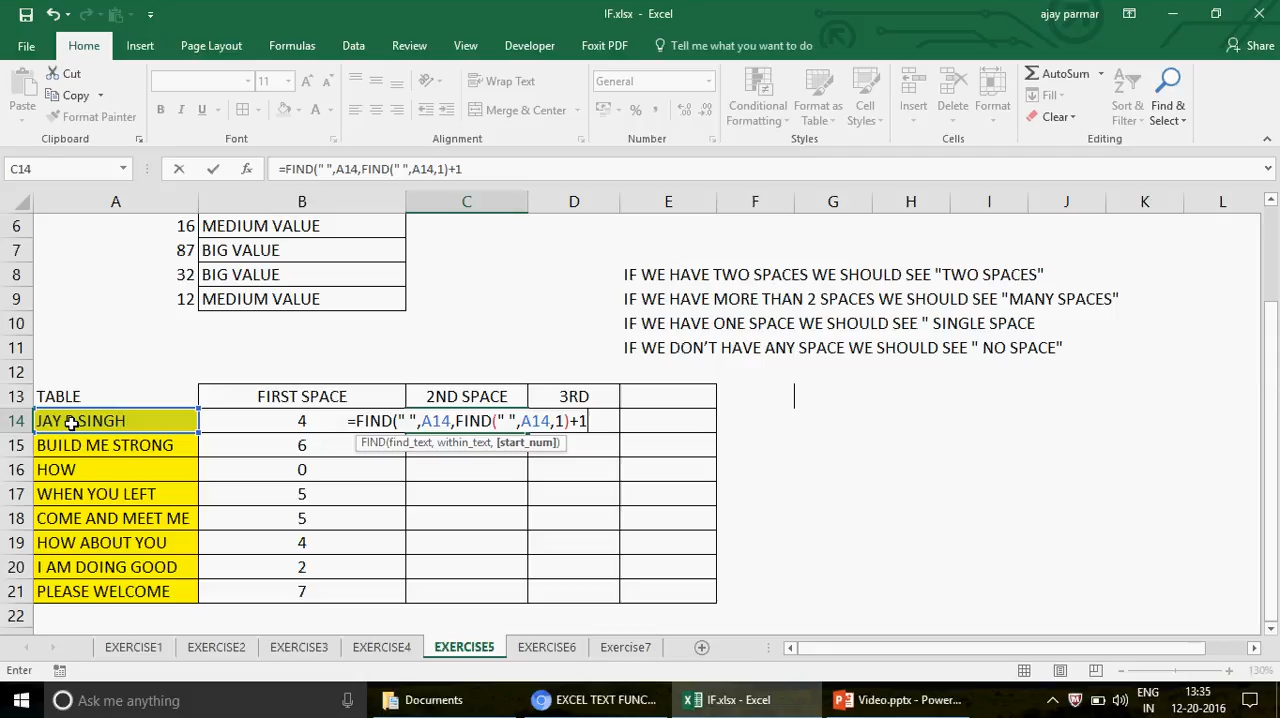 IF.xlsx - Excel
ajay parmar
File Home Insert Page Layout Formulas Data Review View Developer Foxit PDF Tell me what you want to do Share
Paste
Cut
Copy
Format Painter
Clipboard
11
Font
Wrap Text
Merge & Center
Alignment
General
Number
Conditional Formatting
Format as Table
Cell Styles
Styles
Insert
Delete
Format
Cells
AutoSum
Fill
Clear
Sort & Filter
Find & Select
Editing
C14 =FIND(" ",A14,FIND(" ",A14,1)+1
A B C D E F G H I J K L
6 16 MEDIUM VALUE
7 87 BIG VALUE
8 32 BIG VALUE IF WE HAVE TWO SPACES WE SHOULD SEE "TWO SPACES"
9 12 MEDIUM VALUE IF WE HAVE MORE THAN 2 SPACES WE SHOULD SEE "MANY SPACES"
10 IF WE HAVE ONE SPACE WE SHOULD SEE " SINGLE SPACE
11 IF WE DON'T HAVE ANY SPACE WE SHOULD SEE " NO SPACE"
12
13 TABLE FIRST SPACE 2ND SPACE 3RD
14 JAY SINGH 4 =FIND(" ",A14,FIND(" ",A14,1)+1
FIND(find_text, within_text, [start_num])
15 BUILD ME STRONG 6
16 HOW 0
17 WHEN YOU LEFT 5
18 COME AND MEET ME 5
19 HOW ABOUT YOU 4
20 I AM DOING GOOD 2
21 PLEASE WELCOME 7
22
EXERCISE1 EXERCISE2 EXERCISE3 EXERCISE4 EXERCISE5 EXERCISE6 Exercise7
Enter 130%
Ask me anything Documents EXCEL TEXT FUNC... IF.xlsx - Excel Video.pptx - Power... ENG 13:35
IN 12-20-2016